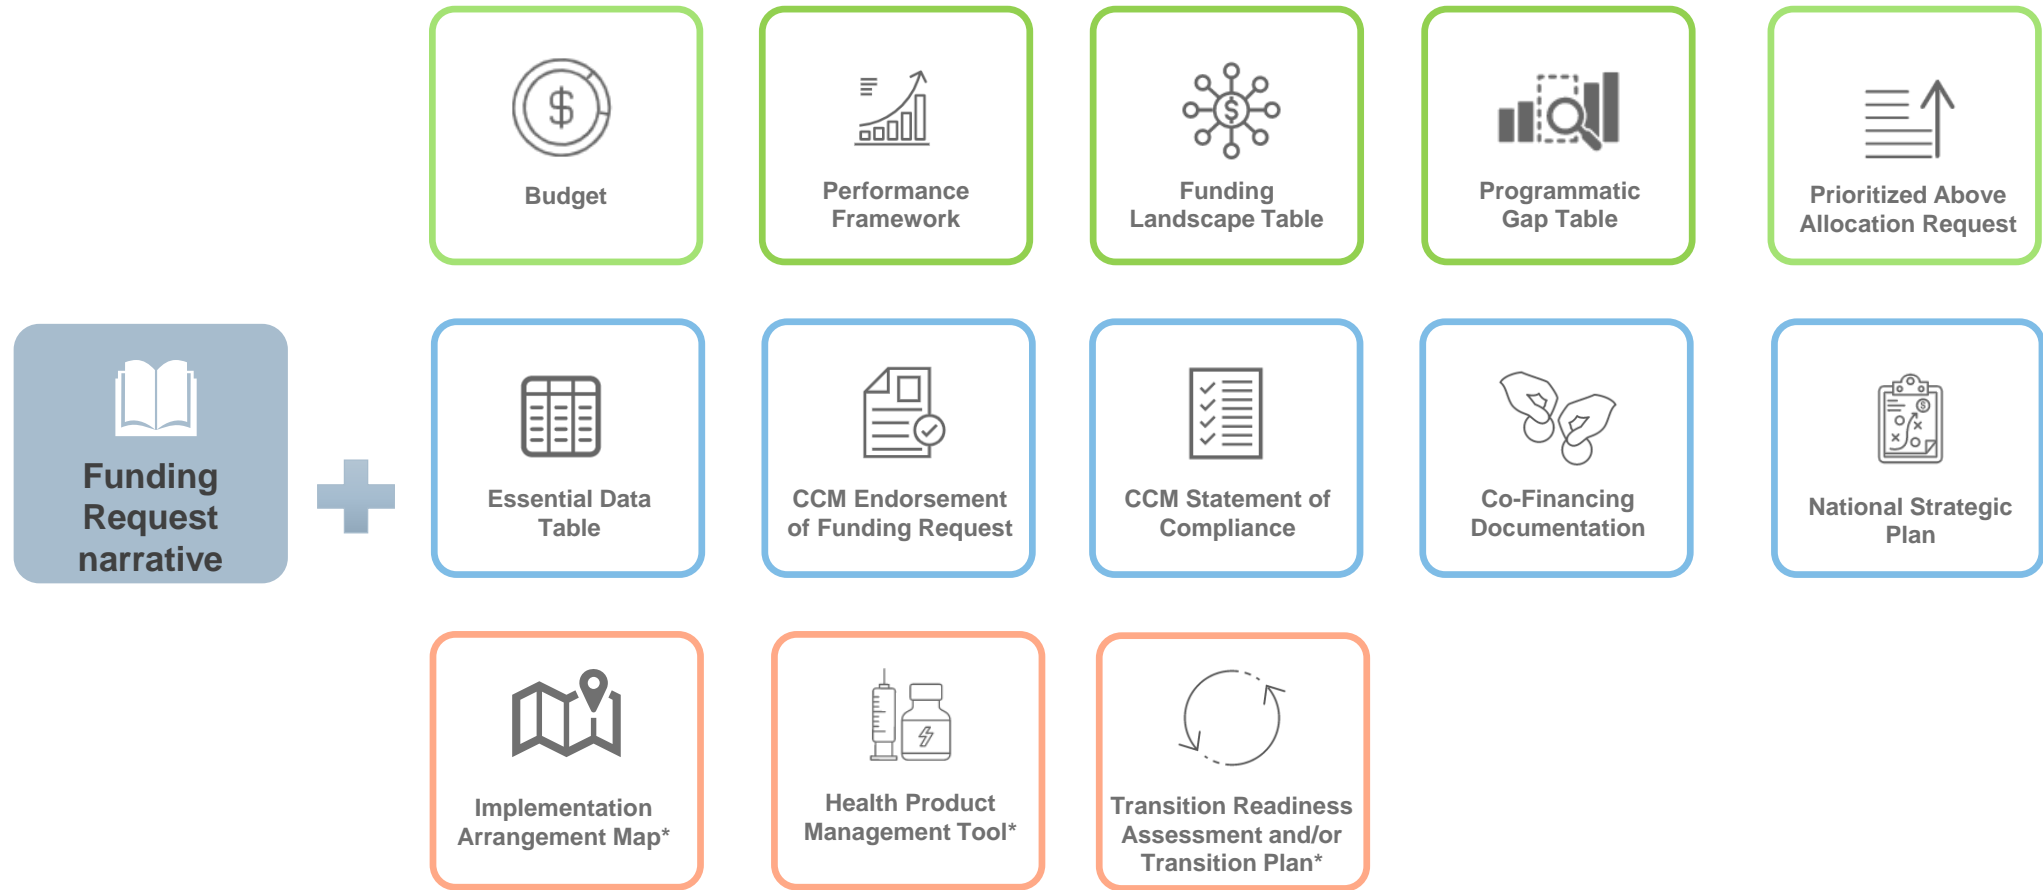 Budget
Performance
Framework
Funding
Landscape Table
Programmatic
Gap Table
Prioritized Above
Allocation Request
Funding
Request
narrative
Essential Data
Table
CCM Endorsement
of Funding Request
CCM Statement of
Compliance
Co-Financing
Documentation
National Strategic
Plan
Implementation
Arrangement Map*
Health Product
Management Tool*
Transition Readiness
Assessment and/or
Transition Plan*